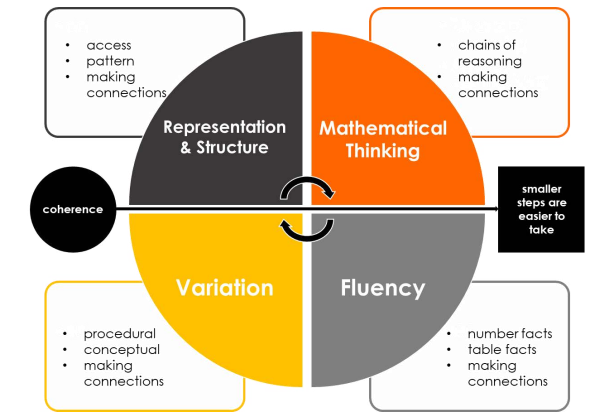 • access
• pattern
• making
connections
• chains of
reasoning
• making
connections
Representation
& Structure
Mathematical
Thinking
coherence
smaller
steps are
easier to
take
Variation
Fluency
• procedural
• conceptual
• making
connections
• number facts
• table facts
• making
connections